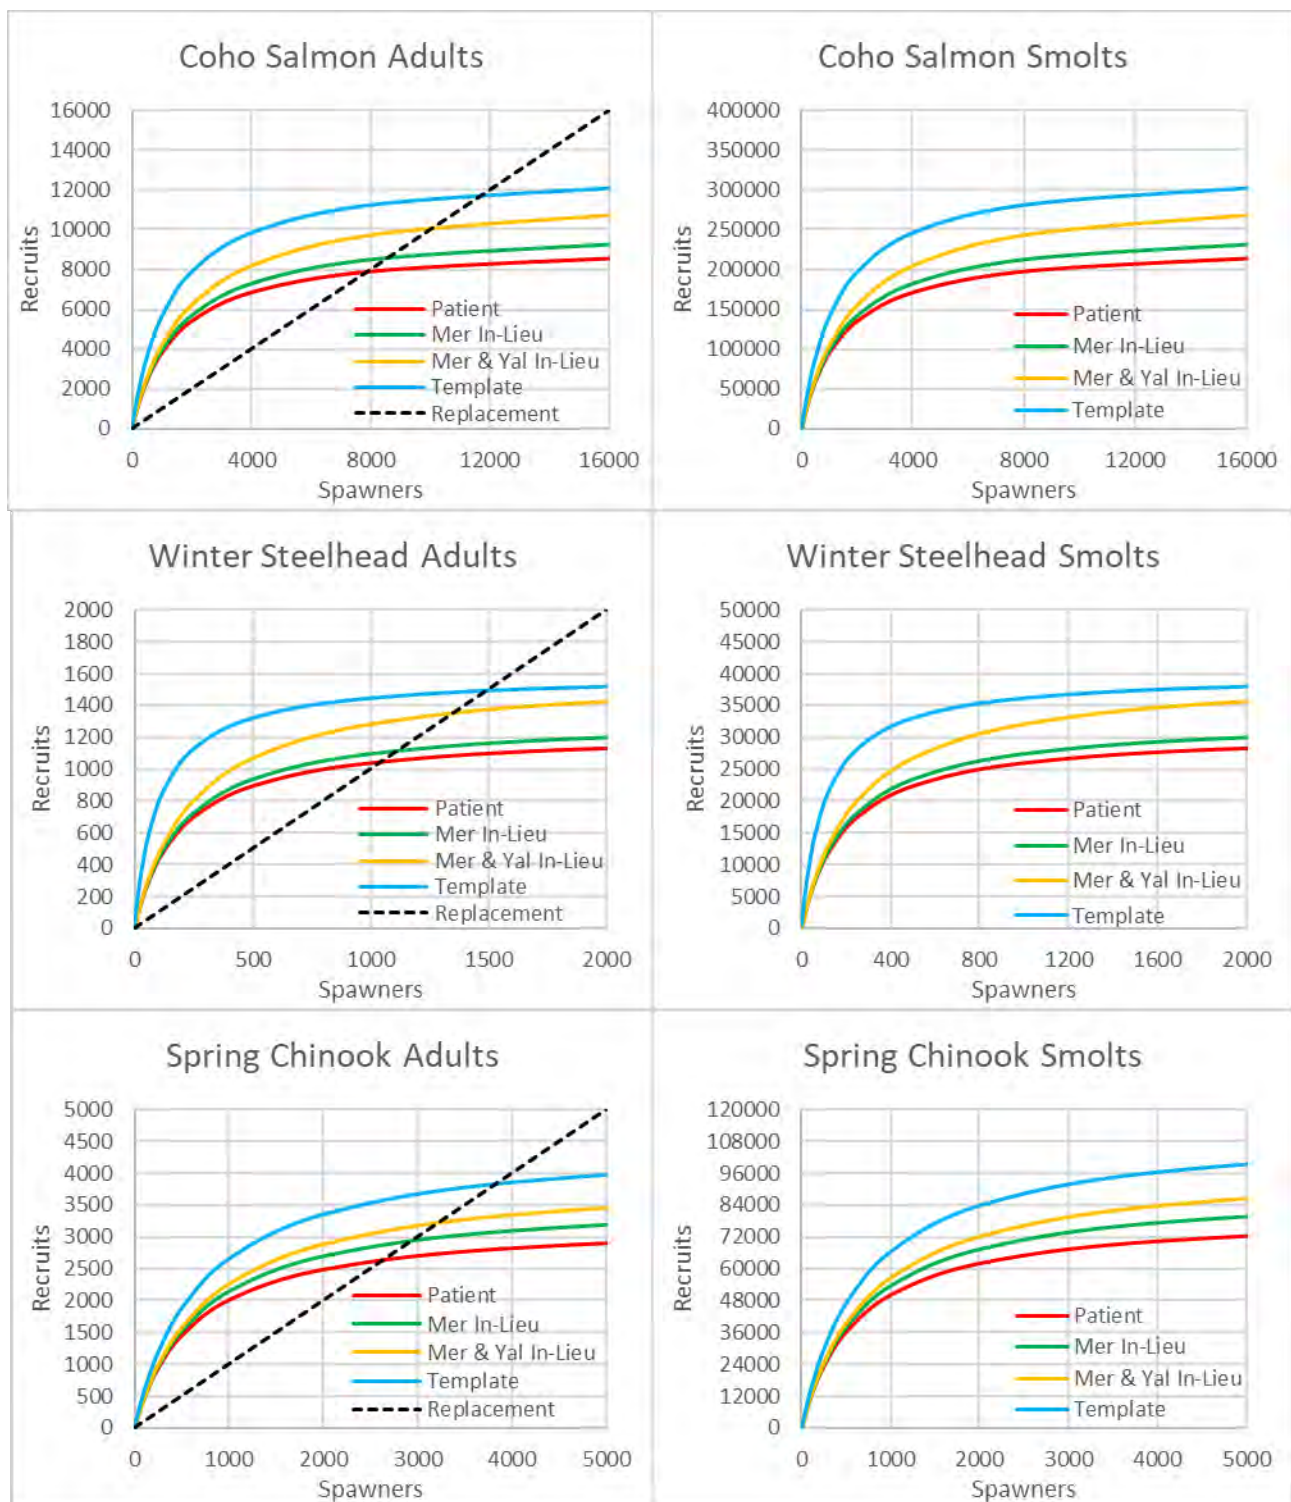 Coho Salmon Adults
16000
14000
12000
10000
8000
6000
4000
2000
0
Recruits
Patient
Mer In-Lieu
Mer & Yal In-Lieu
Template
Replacement
0 4000 8000 12000 16000
Spawners
Coho Salmon Smolts
400000
350000
300000
250000
200000
150000
100000
50000
0
Recruits
Patient
Mer In-Lieu
Mer & Yal In-Lieu
Template
0 4000 8000 12000 16000
Spawners
Winter Steelhead Adults
2000
1800
1600
1400
1200
1000
800
600
400
200
0
Recruits
Patient
Mer In-Lieu
Mer & Yal In-Lieu
Template
Replacement
0 500 1000 1500 2000
Spawners
Winter Steelhead Smolts
50000
45000
40000
35000
30000
25000
20000
15000
10000
5000
0
Recruits
Patient
Mer In-Lieu
Mer & Yal In-Lieu
Template
0 400 800 1200 1600 2000
Spawners
Spring Chinook Adults
5000
4500
4000
3500
3000
2500
2000
1500
1000
500
0
Recruits
Patient
Mer In-Lieu
Mer & Yal In-Lieu
Template
Replacement
0 1000 2000 3000 4000 5000
Spawners
Spring Chinook Smolts
120000
108000
96000
84000
72000
60000
48000
36000
24000
12000
0
Recruits
Patient
Mer In-Lieu
Mer & Yal In-Lieu
Template
0 1000 2000 3000 4000 5000
Spawners